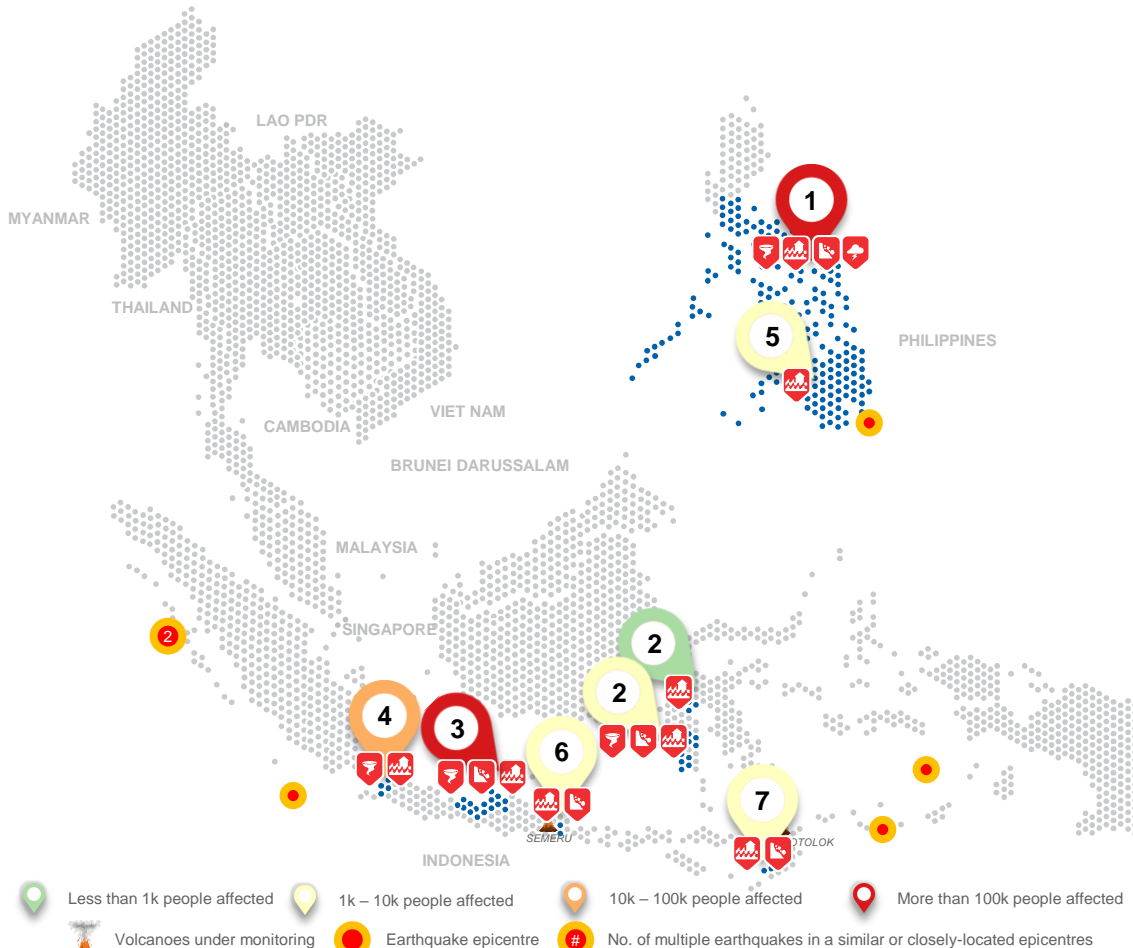 LAO PDR
1
MYANMAR
THAILAND
5
PHILIPPINES
VIET NAM
CAMBODIA
BRUNEI DARUSSALAM
MALAYSIA
2
SINGAPORE
2
2
4
3
6
7
SEMERU
OTOLOK
INDONESIA
Less than 1k people affected
1k – 10k people affected
10k – 100k people affected
More than 100k people affected
Volcanoes under monitoring
Earthquake epicentre
#
No. of multiple earthquakes in a similar or closely-located epicentres